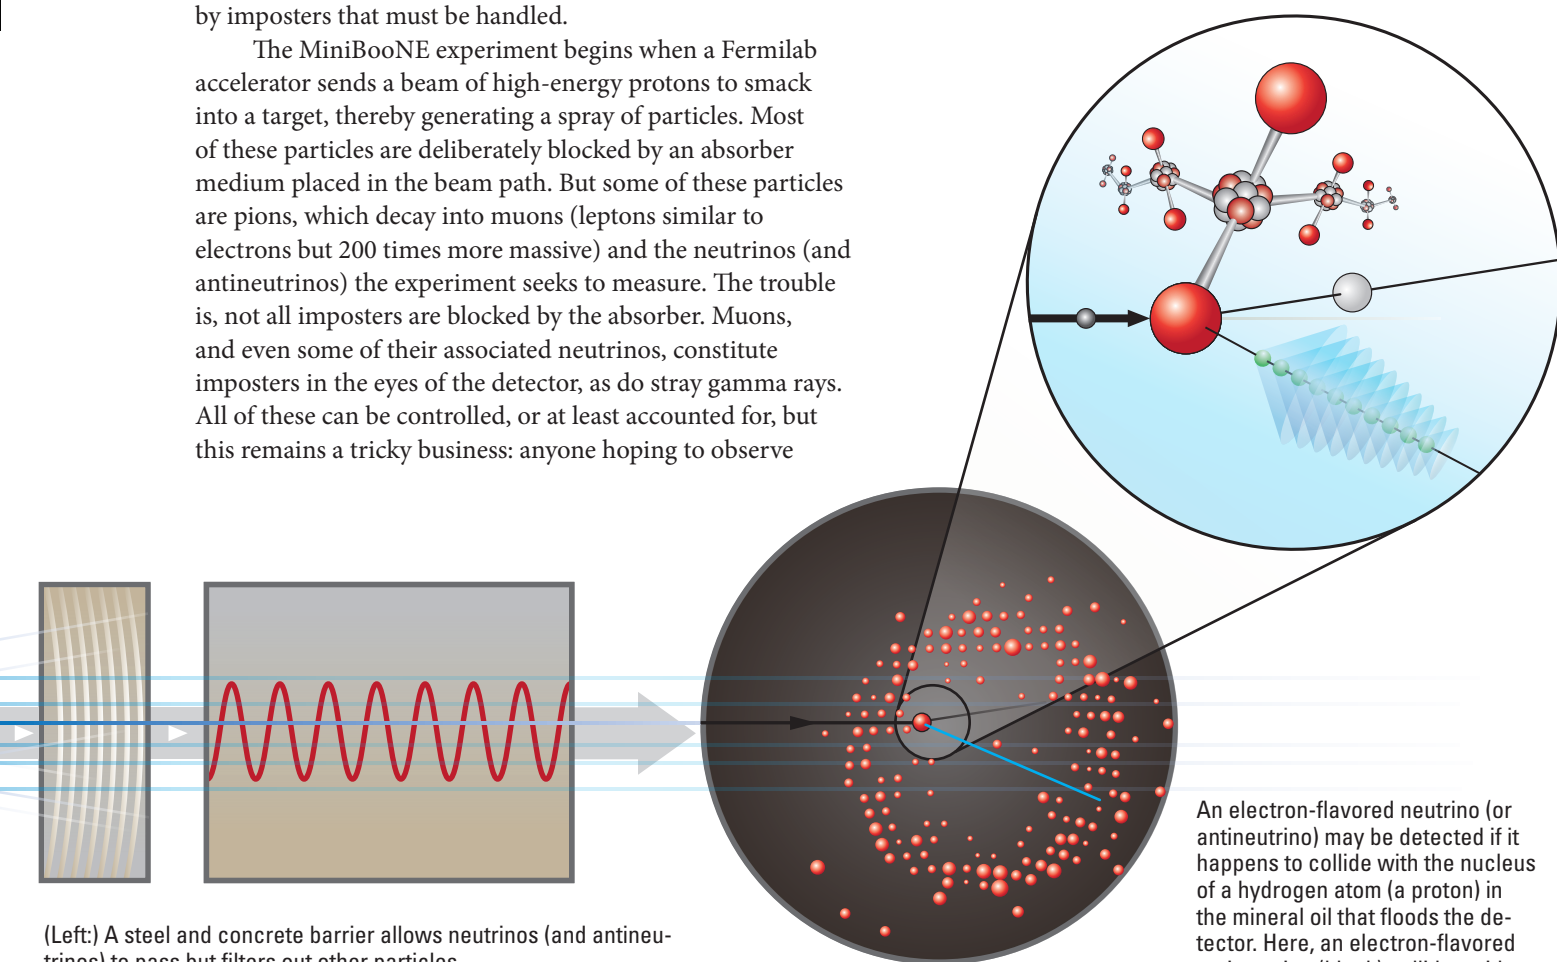 by imposters that must be handled.
The MiniBooNE experiment begins when a Fermilab
accelerator sends a beam of high-energy protons to smack
into a target, thereby generating a spray of particles. Most
of these particles are deliberately blocked by an absorber
medium placed in the beam path. But some of these particles
are pions, which decay into muons (leptons similar to
electrons but 200 times more massive) and the neutrinos (and
antineutrinos) the experiment seeks to measure. The trouble
is, not all imposters are blocked by the absorber. Muons,
and even some of their associated neutrinos, constitute
imposters in the eyes of the detector, as do stray gamma rays.
All of these can be controlled, or at least accounted for, but
this remains a tricky business: anyone hoping to observe
(Left:) A steel and concrete barrier allows neutrinos (and antineu-
trinos) to pass but filters out other particles
An electron-flavored neutrino (or
antineutrino) may be detected if it
happens to collide with the nucleus
of a hydrogen atom (a proton) in
the mineral oil that floods the de-
tector. Here, an electron-flavored